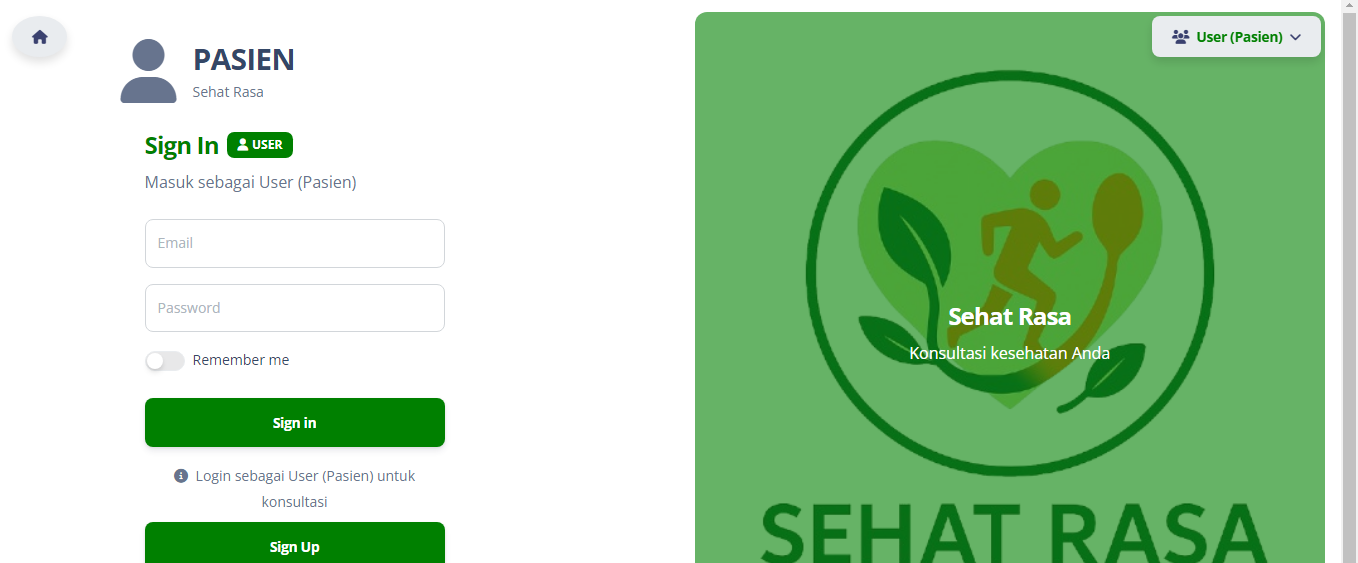 PASIEN
Sehat Rasa
Sign In USER
Masuk sebagai User (Pasien)
Email
Password
Remember me
Sign in
Login sebagai User (Pasien) untuk
konsultasi
Sign Up
User (Pasien)
Sehat Rasa
Konsultasi kesehatan Anda
SEHAT RASA